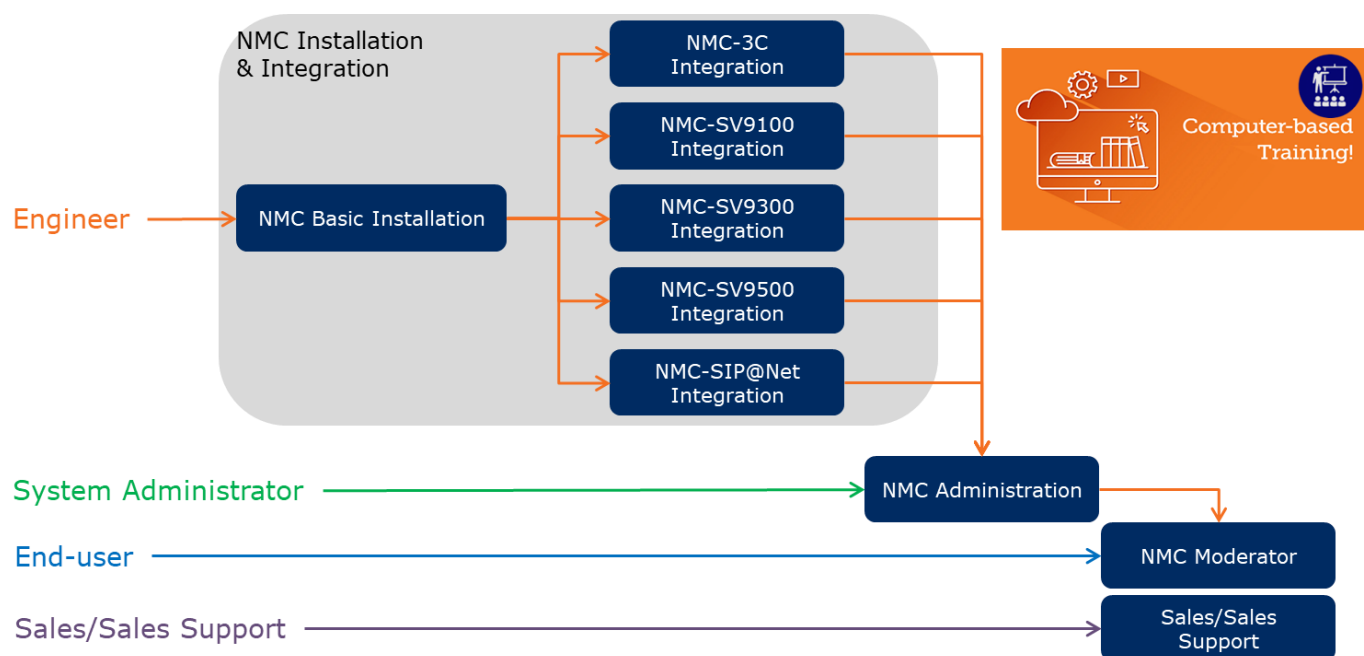 NMC Installation
& Integration
NMC-3C
Integration
NMC-SV9100
Integration
NMC-SV9300
Integration
NMC-SV9500
Integration
NMC-SIP@Net
Integration
Computer-based
Training!
Engineer
NMC Basic Installation
System Administrator
NMC Administration
End-user
NMC Moderator
Sales/Sales Support
Sales/Sales
Support